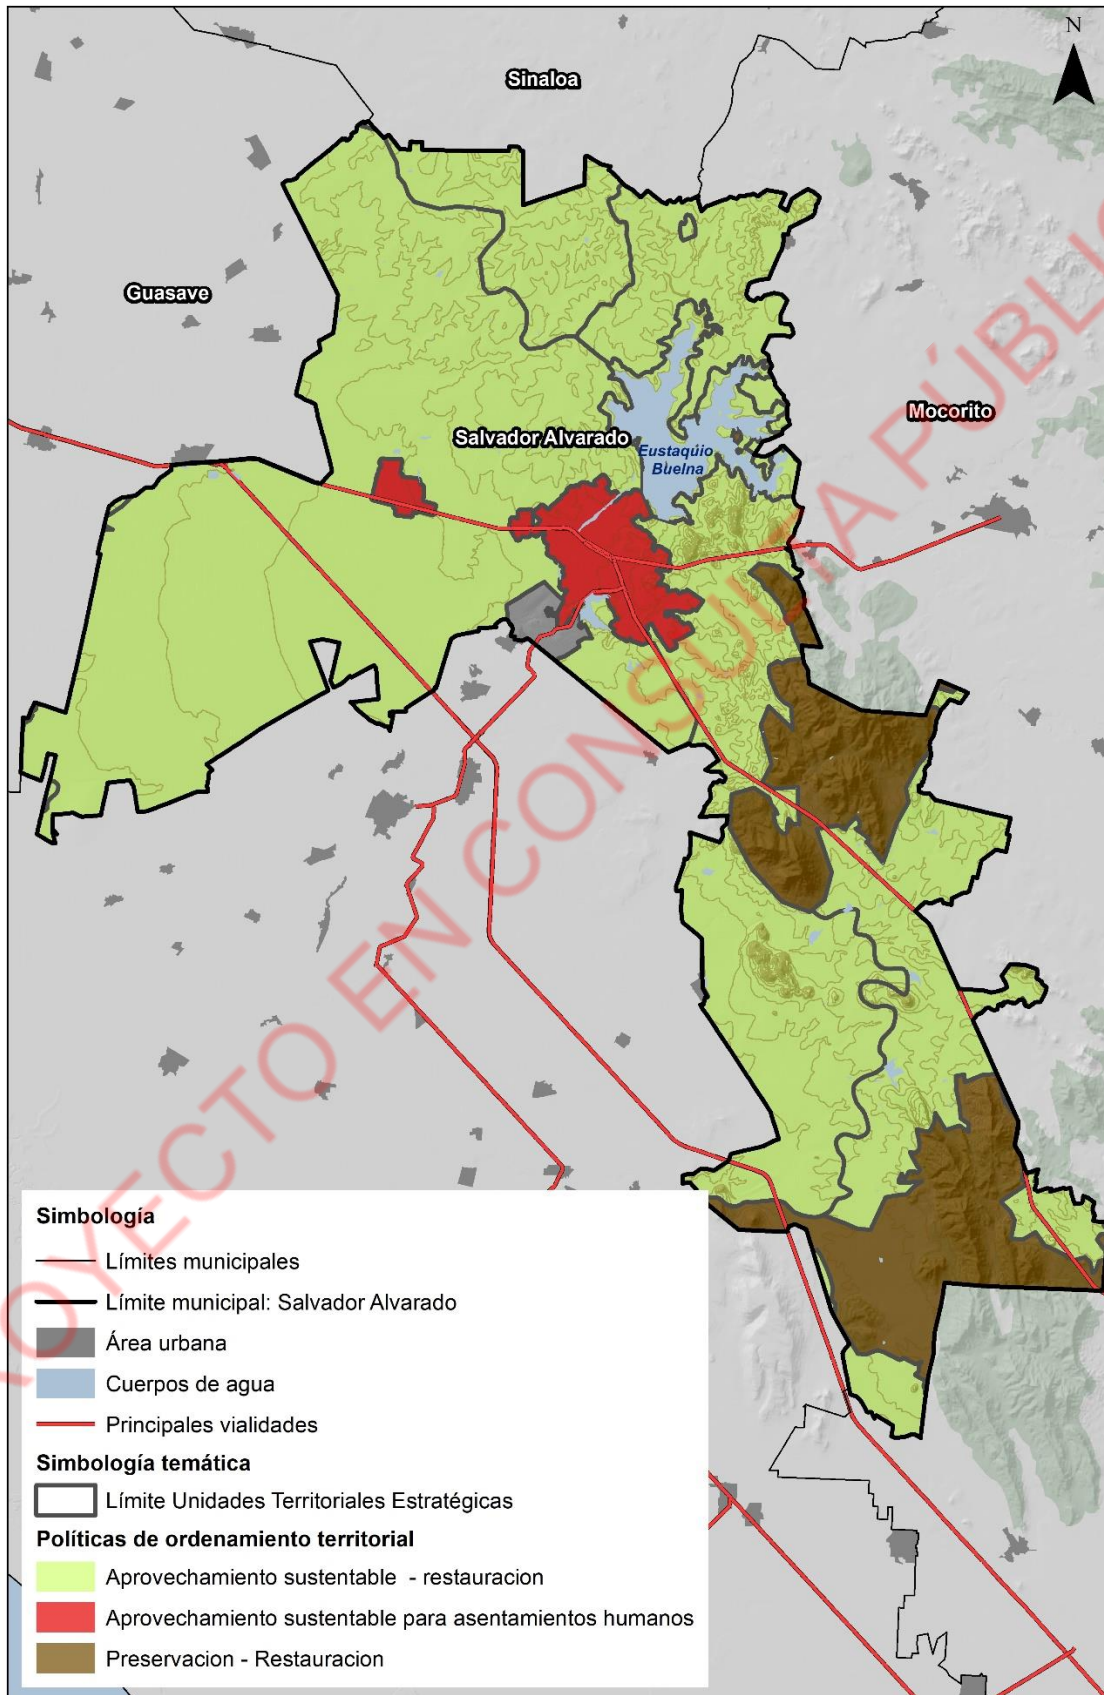 N
Sinaloa
Guasave
Mocorito
Salvador Alvarado
Eustaquio
Buelna
PROYECTO EN CONSULTA PÚBLICA
Simbología
Límites municipales
Límite municipal: Salvador Alvarado
Área urbana
Cuerpos de agua
Principales vialidades
Simbología temática
Límite Unidades Territoriales Estratégicas
Políticas de ordenamiento territorial
Aprovechamiento sustentable - restauracion
Aprovechamiento sustentable para asentamientos humanos
Preservacion - Restauracion